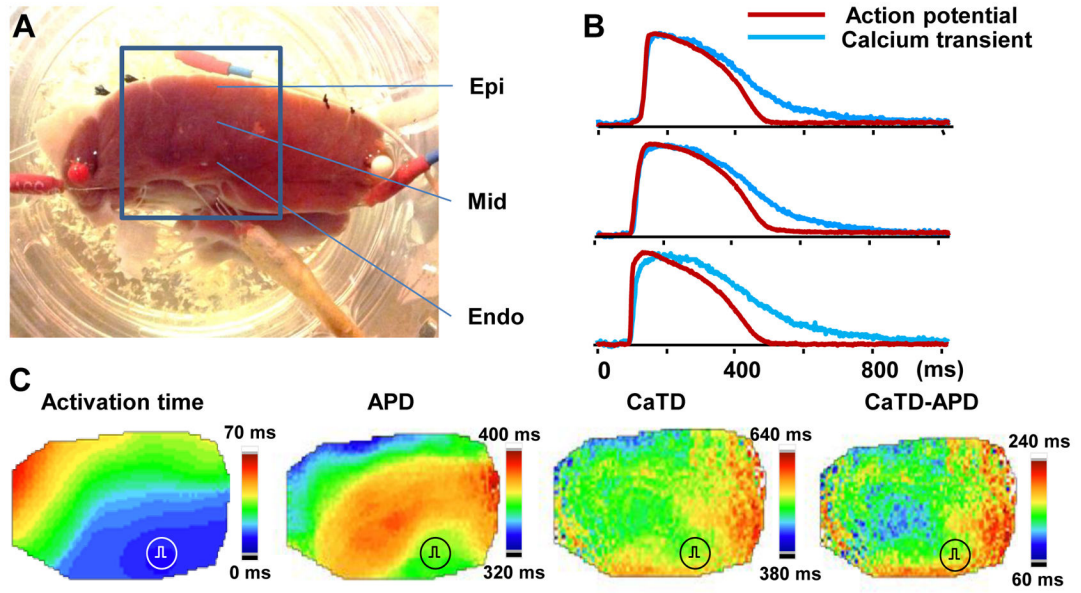 A
Epi
Mid
Endo
B
Action potential
Calcium transient
0 400 800 (ms)
C
Activation time
APD
CaTD
CaTD-APD
70 ms
0 ms
400 ms
320 ms
640 ms
380 ms
240 ms
60 ms